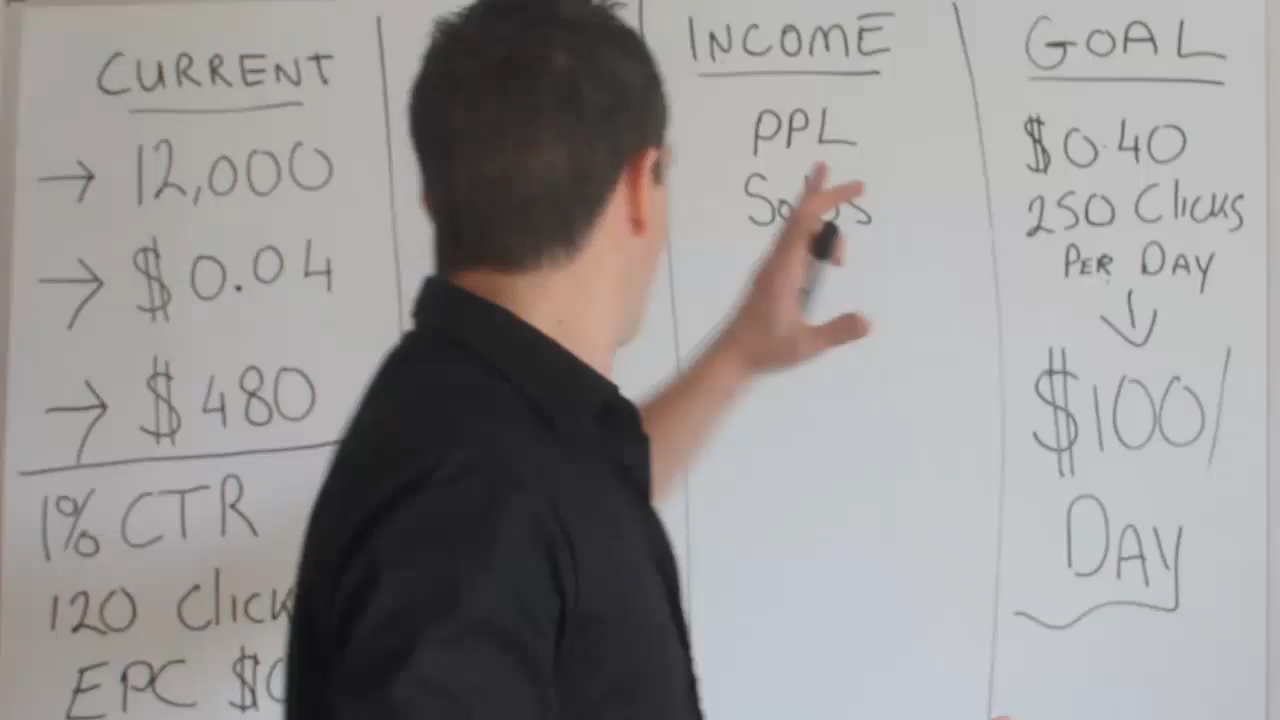 CURRENT
→ 12,000
→ $0.04
→ $480
1% CTR
120 Click
EPC $0
INCOME
PPL
GOAL
$0.40
250 Clicks
PER DAY
↓
$100/
DAY